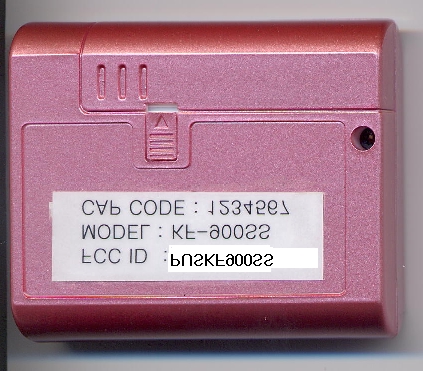 FCC ID : PUSKF900SS
MODEL : KF-900SS
CAP CODE : 1234567